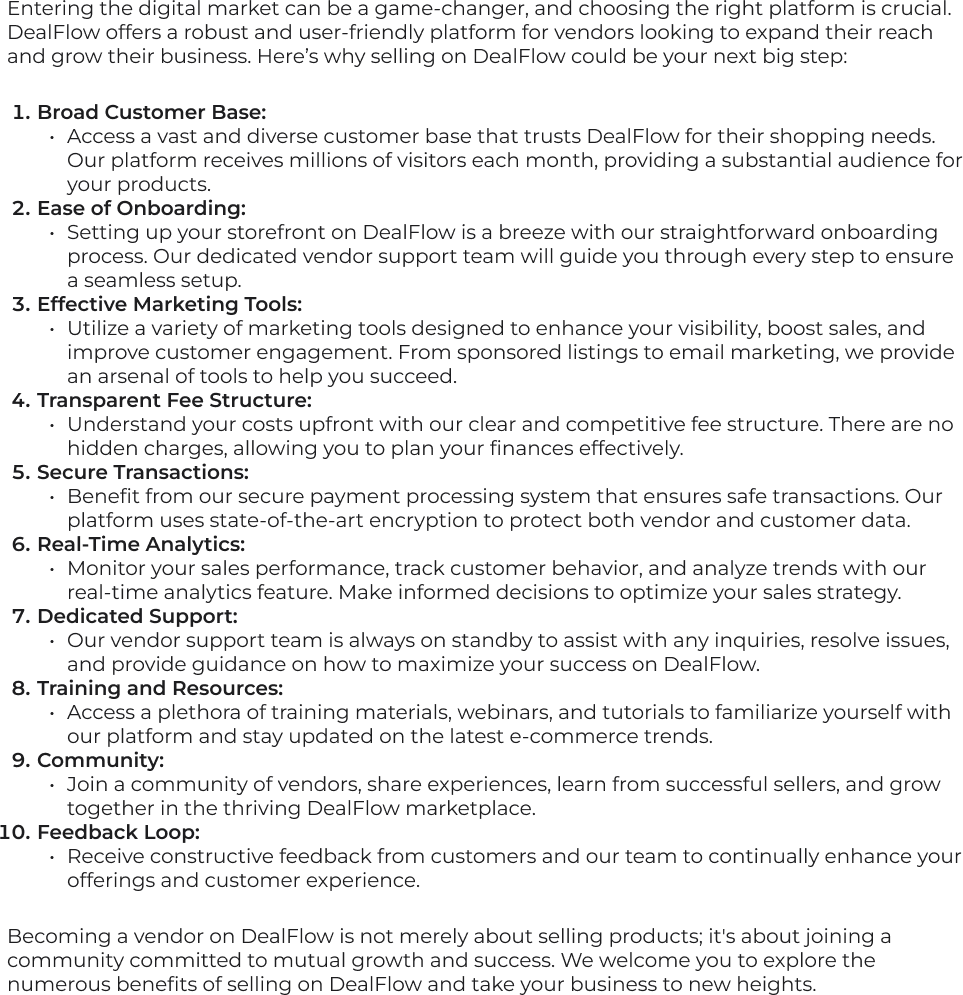 Entering the digital market can be a game-changer, and choosing the right platform is crucial.
DealFlow offers a robust and user-friendly platform for vendors looking to expand their reach
and grow their business. Here’s why selling on DealFlow could be your next big step:
1. Broad Customer Base:
• Access a vast and diverse customer base that trusts DealFlow for their shopping needs.
Our platform receives millions of visitors each month, providing a substantial audience for
your products.
2. Ease of Onboarding:
• Setting up your storefront on DealFlow is a breeze with our straightforward onboarding
process. Our dedicated vendor support team will guide you through every step to ensure
a seamless setup.
3. Effective Marketing Tools:
• Utilize a variety of marketing tools designed to enhance your visibility, boost sales, and
improve customer engagement. From sponsored listings to email marketing, we provide
an arsenal of tools to help you succeed.
4. Transparent Fee Structure:
• Understand your costs upfront with our clear and competitive fee structure. There are no
hidden charges, allowing you to plan your finances effectively.
5. Secure Transactions:
• Benefit from our secure payment processing system that ensures safe transactions. Our
platform uses state-of-the-art encryption to protect both vendor and customer data.
6. Real-Time Analytics:
• Monitor your sales performance, track customer behavior, and analyze trends with our
real-time analytics feature. Make informed decisions to optimize your sales strategy.
7. Dedicated Support:
• Our vendor support team is always on standby to assist with any inquiries, resolve issues,
and provide guidance on how to maximize your success on DealFlow.
8. Training and Resources:
• Access a plethora of training materials, webinars, and tutorials to familiarize yourself with
our platform and stay updated on the latest e-commerce trends.
9. Community:
• Join a community of vendors, share experiences, learn from successful sellers, and grow
together in the thriving DealFlow marketplace.
10. Feedback Loop:
• Receive constructive feedback from customers and our team to continually enhance your
offerings and customer experience.
Becoming a vendor on DealFlow is not merely about selling products; it's about joining a
community committed to mutual growth and success. We welcome you to explore the
numerous benefits of selling on DealFlow and take your business to new heights.